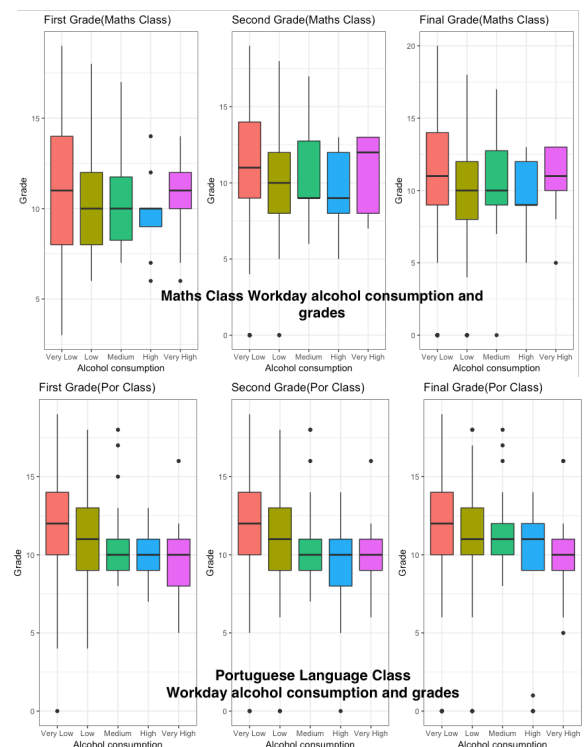 First Grade(Maths Class)
Second Grade(Maths Class)
Final Grade(Maths Class)
Grade
15
10
5
Very Low Low Medium High Very High
Alcohol consumption
Grade
15
10
5
0
Very Low Low Medium High Very High
Alcohol consumption
Grade
20
15
10
5
0
Very Low Low Medium High Very High
Alcohol consumption
Maths Class Workday alcohol consumption and
grades
First Grade(Por Class)
Second Grade(Por Class)
Final Grade(Por Class)
Grade
15
10
5
0
Very Low Low Medium High Very High
Alcohol consumption
Grade
15
10
5
0
Very Low Low Medium High Very High
Alcohol consumption
Grade
15
10
5
0
Very Low Low Medium High Very High
Alcohol consumption
Portuguese Language Class
Workday alcohol consumption and grades